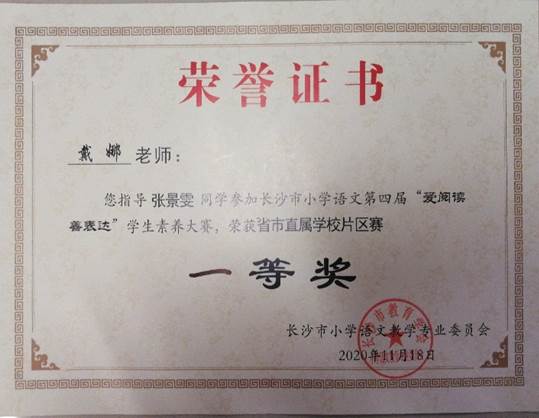 荣誉证书
戴娜 老师：
您指导 张景雯 同学参加长沙市小学语文第四届“爱阅读
善表达”学生素养大赛，荣获省市直属学校片区赛
一等奖
长沙市小学语文教学专业委员会
2020年11月18日